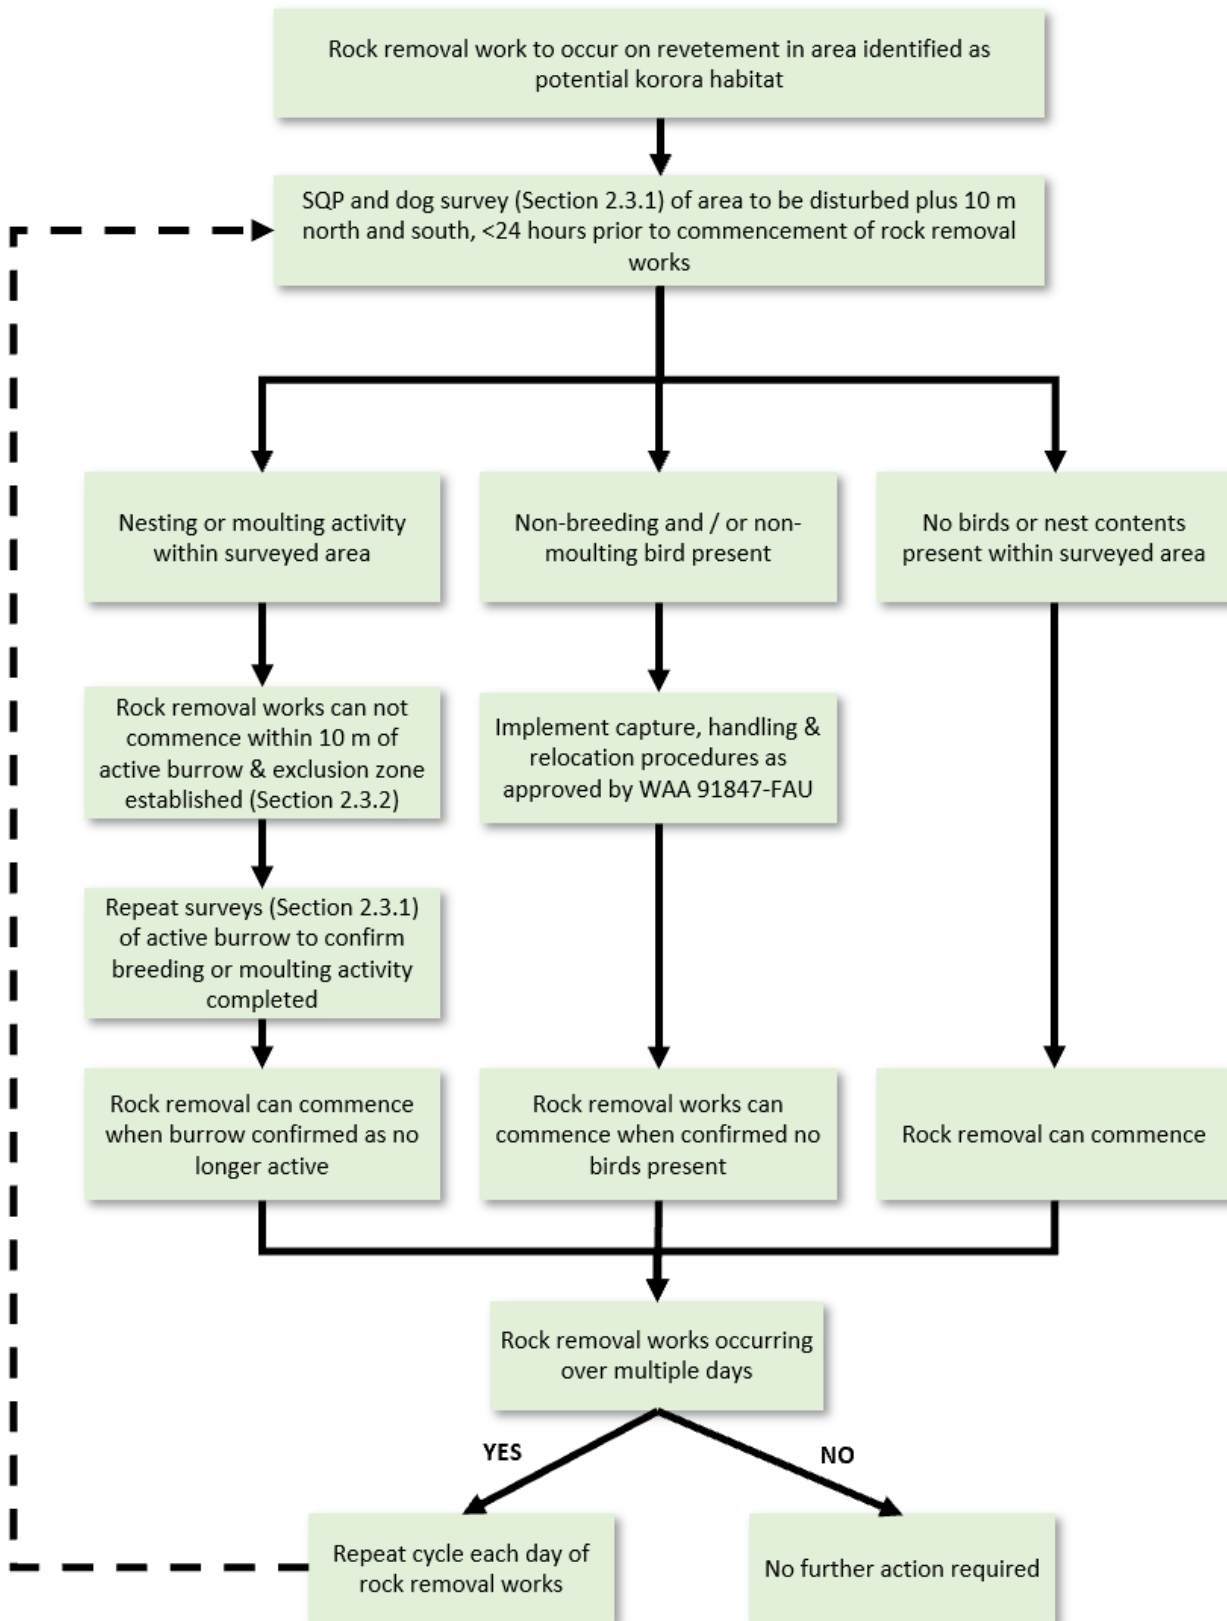 Rock removal work to occur on revetement in area identified as
potential korora habitat
SQP and dog survey (Section 2.3.1) of area to be disturbed plus 10 m
north and south, <24 hours prior to commencement of rock removal
works
Nesting or moulting activity
within surveyed area
Non-breeding and / or non-
moulting bird present
No birds or nest contents
present within surveyed area
Rock removal works can not
commence within 10 m of
active burrow & exclusion zone
established (Section 2.3.2)
Implement capture, handling &
relocation procedures as
approved by WAA 91847-FAU
Repeat surveys (Section 2.3.1)
of active burrow to confirm
breeding or moulting activity
completed
Rock removal can commence
when burrow confirmed as no
longer active
Rock removal works can
commence when confirmed no
birds present
Rock removal can commence
Rock removal works occurring
over multiple days
YES
NO
Repeat cycle each day of
rock removal works
No further action required